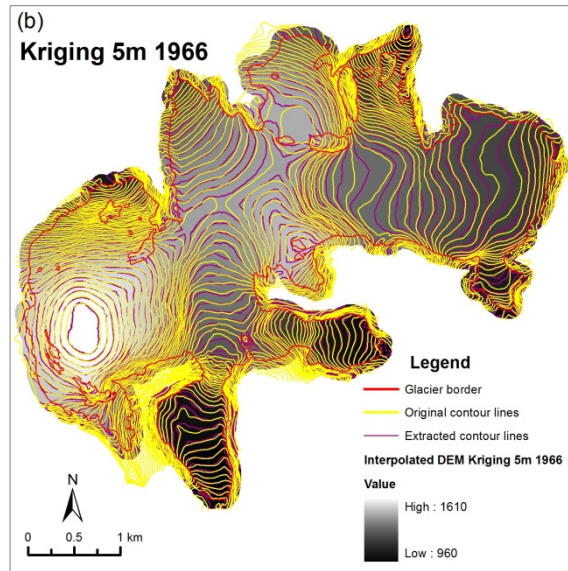 (b)
Kriging 5m 1966
Legend
Glacier border
Original contour lines
Extracted contour lines
Interpolated DEM Kriging 5m 1966
Value
High : 1610
Low : 960
N
0 0.5 1 km